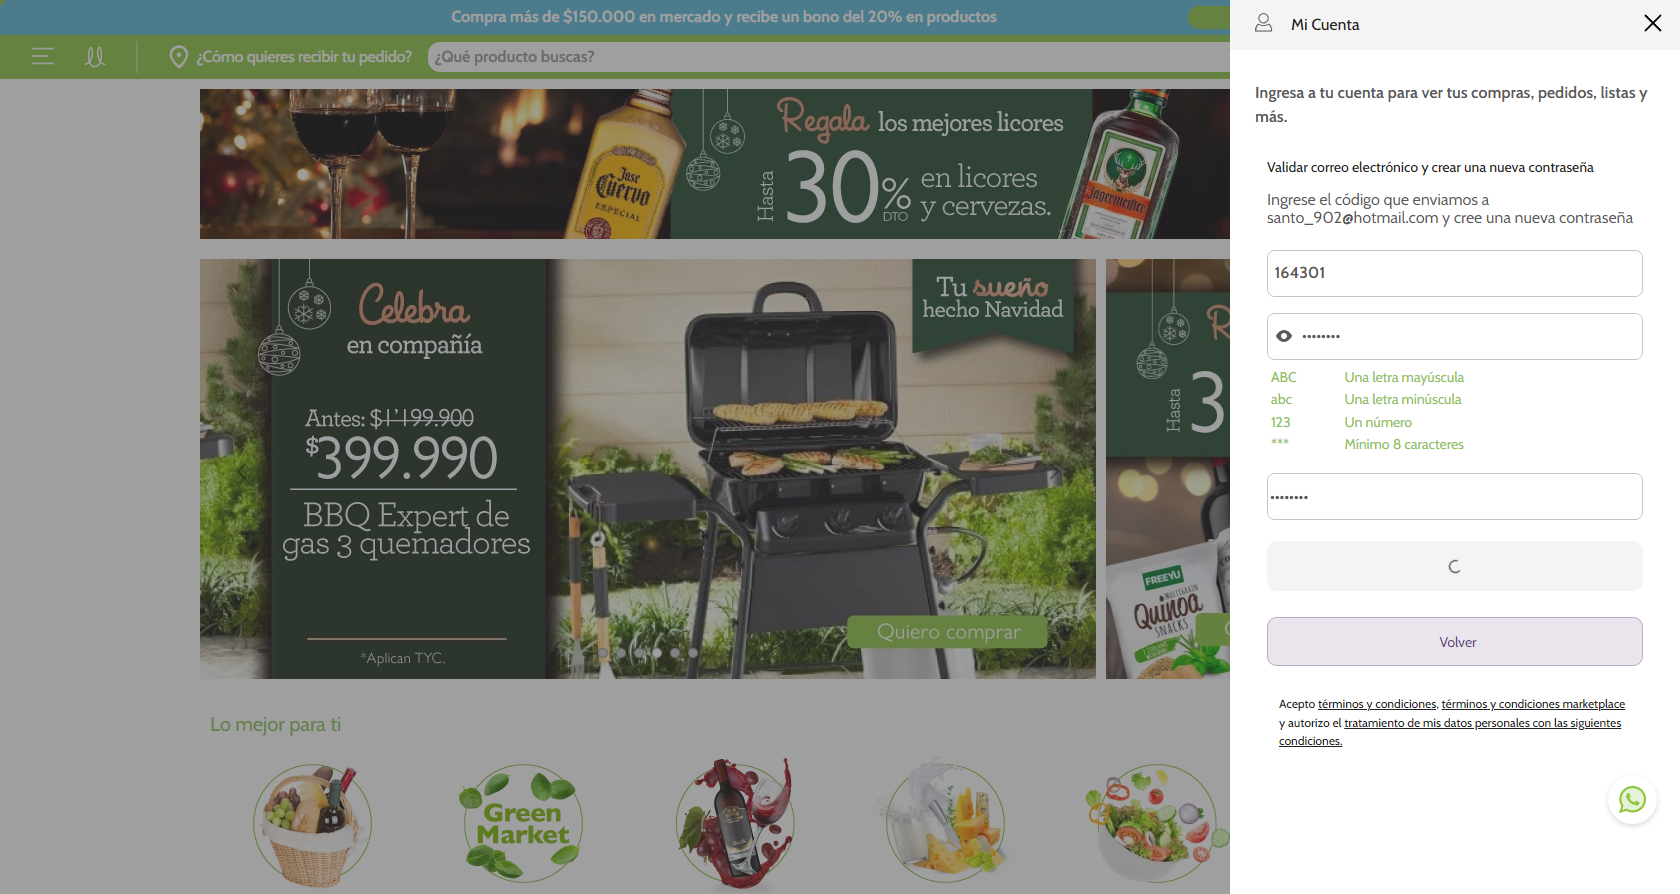 Compra más de $150.000 en mercado y recibe un bono del 20% en productos
¿Cómo quieres recibir tu pedido?
¿Qué producto buscas?
Regala los mejores licores
Hasta 30% DTO en licores y cervezas.
Jose
Cuervo
ESPECIAL
Jägermeister
Celebra
en compañía
Antes: $1'199.900
$399.990
BBQ Expert de
gas 3 quemadores
*Aplican TYC.
Tu sueño
hecho Navidad
Quiero comprar
Hasta 3
FREEYU
MULTIGRAIN
Quinoa
SNACKS
Lo mejor para ti
Green
Market
Mi Cuenta
Ingresa a tu cuenta para ver tus compras, pedidos, listas y
más.
Validar correo electrónico y crear una nueva contraseña
Ingrese el código que enviamos a
santo_902@hotmail.com y cree una nueva contraseña
164301
••••••••
ABC Una letra mayúscula
abc Una letra minúscula
123 Un número
*** Mínimo 8 caracteres
••••••••
Volver
Acepto términos y condiciones, términos y condiciones marketplace
y autorizo el tratamiento de mis datos personales con las siguientes
condiciones.